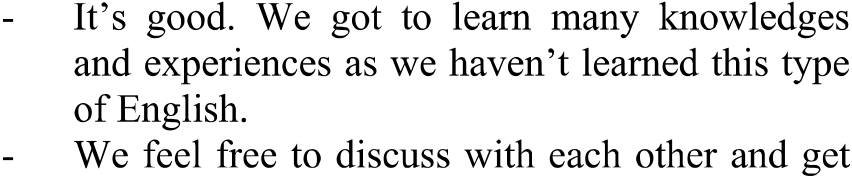 - It’s good. We got to learn many knowledges
and experiences as we haven’t learned this type
of English.
- We feel free to discuss with each other and get